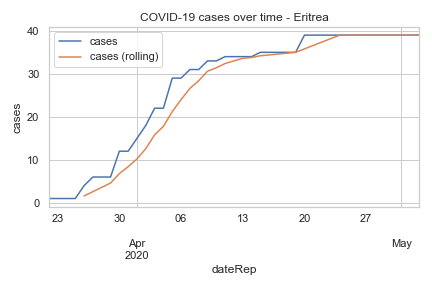 COVID-19 cases over time - Eritrea
cases
cases (rolling)
40
30
20
10
0
cases
23
30
06
13
20
27
Apr
2020
May
dateRep